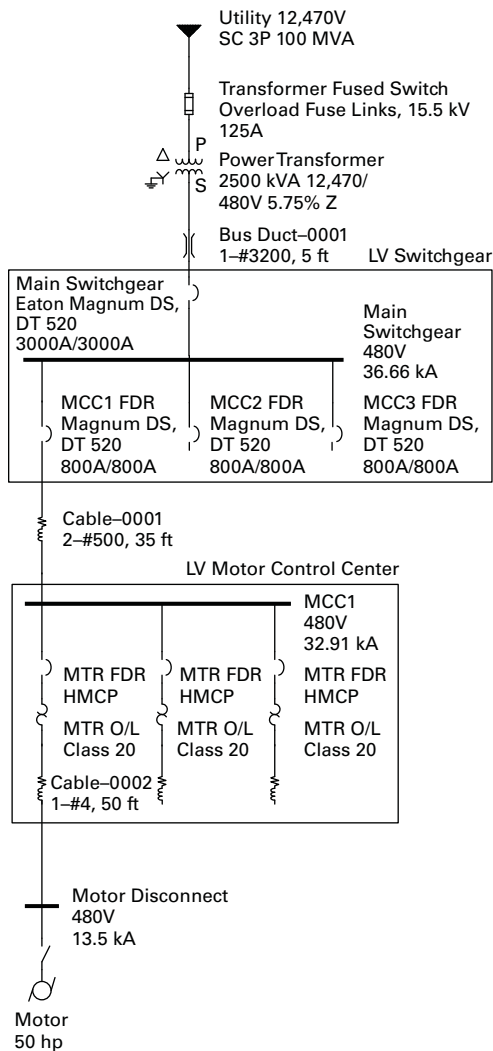 Utility 12,470V
SC 3P 100 MVA
Transformer Fused Switch
Overload Fuse Links, 15.5 kV
125A
P
S
Power Transformer
2500 kVA 12,470/
480V 5.75% Z
Bus Duct–0001
1–#3200, 5 ft
LV Switchgear
Main Switchgear
Eaton Magnum DS,
DT 520
3000A/3000A
Main
Switchgear
480V
36.66 kA
MCC1 FDR
Magnum DS,
DT 520
800A/800A
MCC2 FDR
Magnum DS,
DT 520
800A/800A
MCC3 FDR
Magnum DS,
DT 520
800A/800A
Cable–0001
2–#500, 35 ft
LV Motor Control Center
MCC1
480V
32.91 kA
MTR FDR
HMCP
MTR O/L
Class 20
MTR FDR
HMCP
MTR O/L
Class 20
MTR FDR
HMCP
MTR O/L
Class 20
Cable–0002
1–#4, 50 ft
Motor Disconnect
480V
13.5 kA
Motor
50 hp